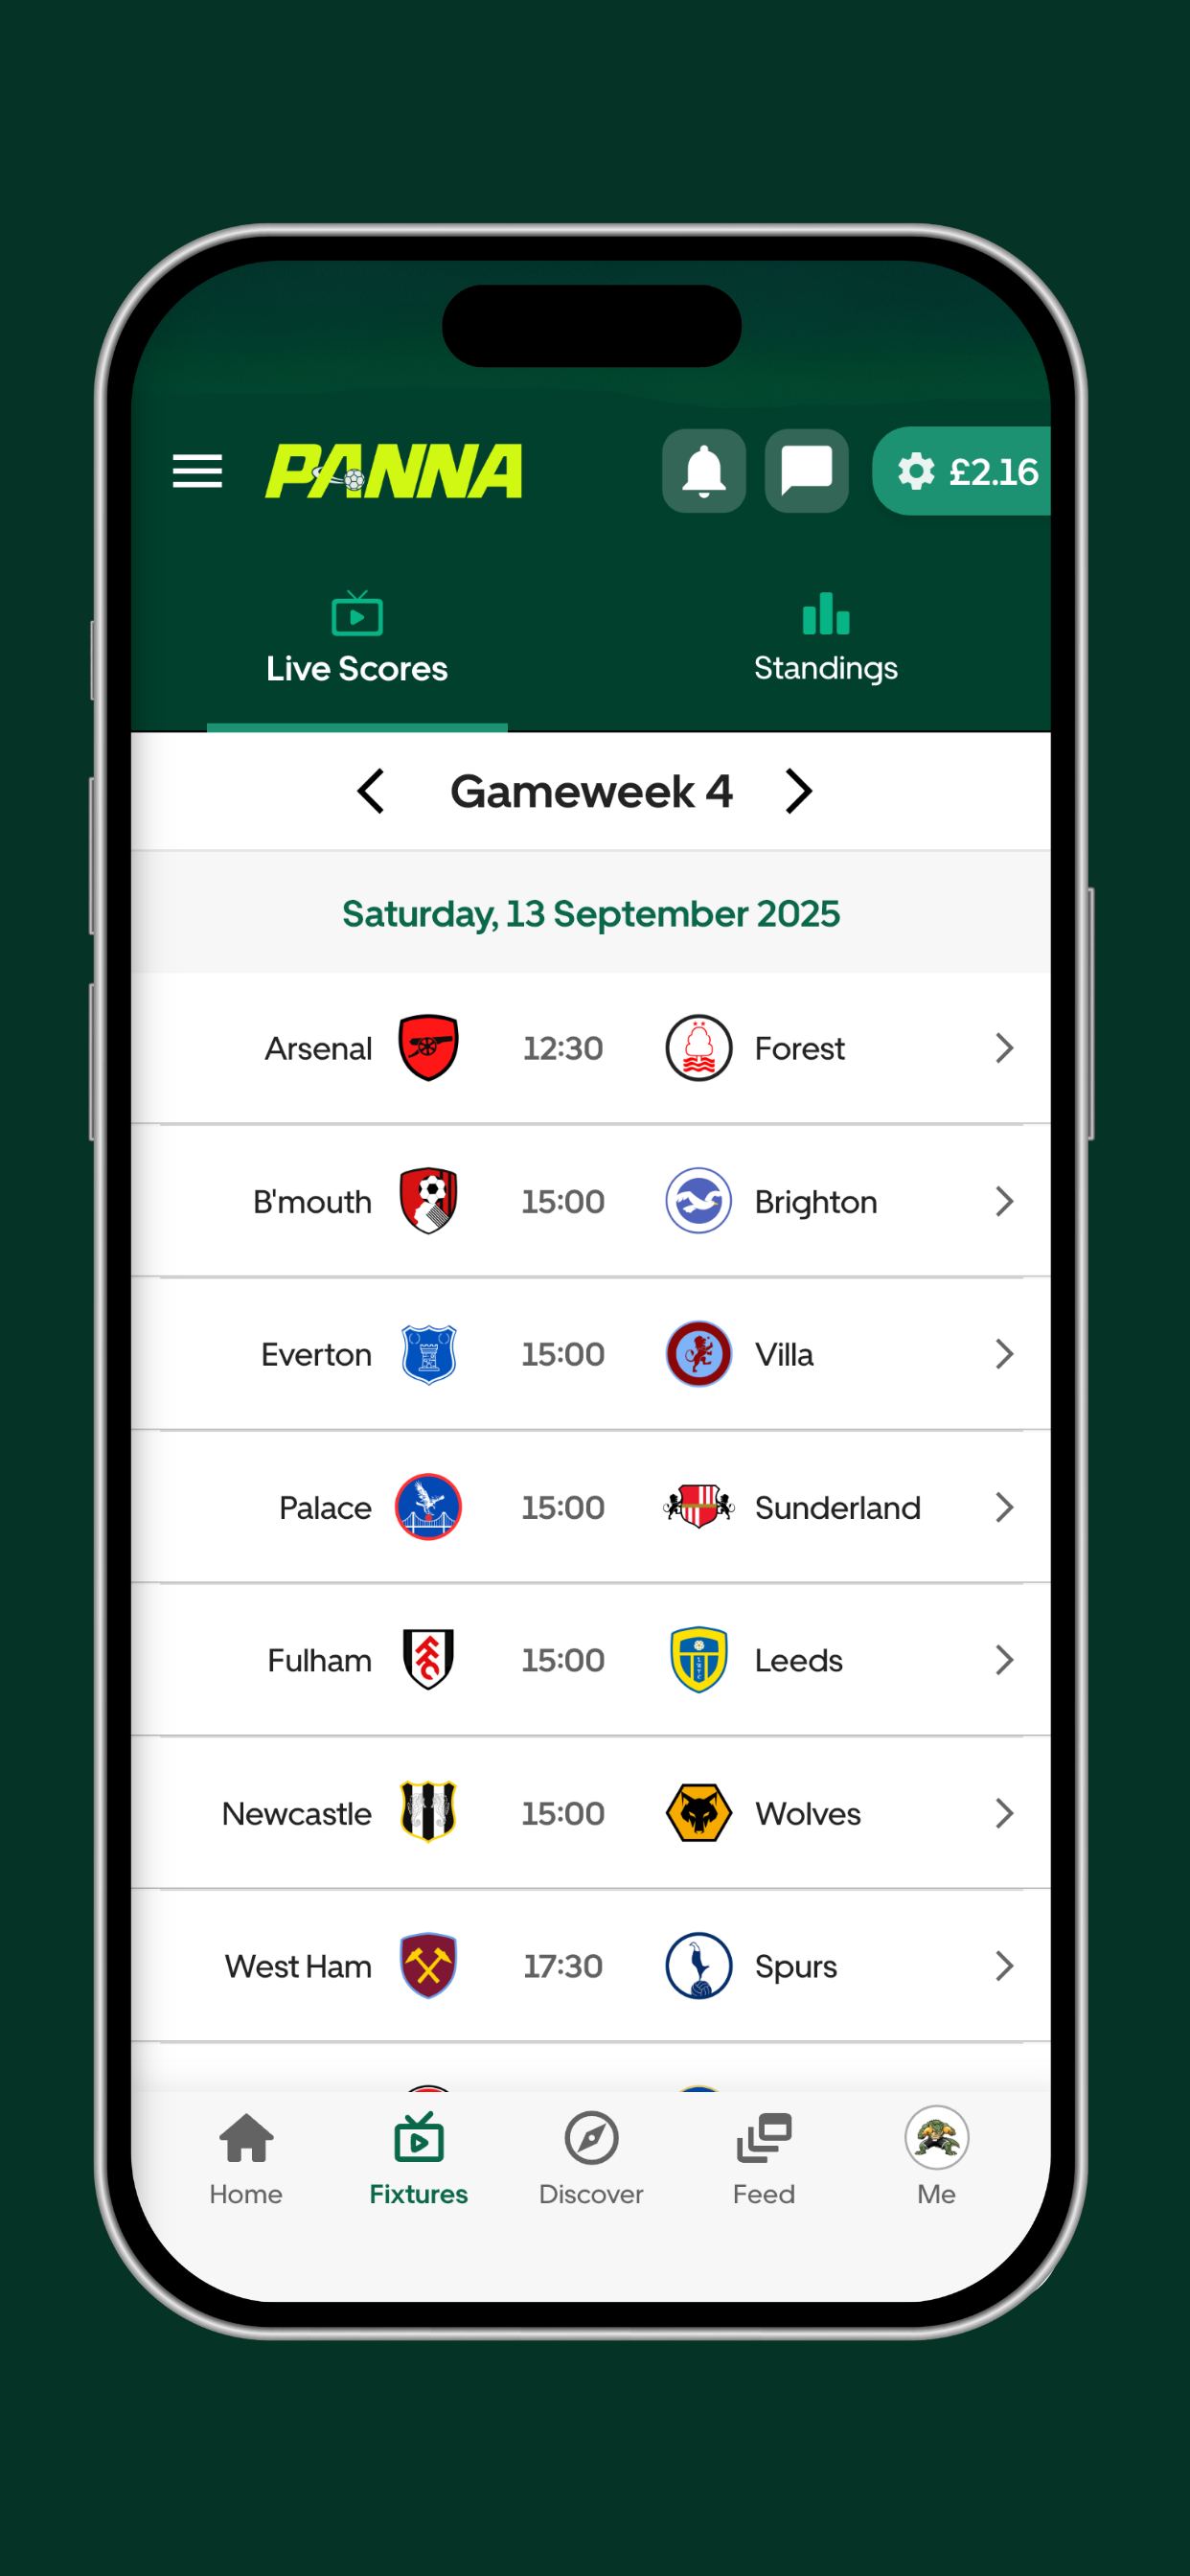 PANNA
£2.16
Live Scores
Standings
Gameweek 4
Saturday, 13 September 2025
Arsenal 12:30 Forest
B'mouth 15:00 Brighton
Everton 15:00 Villa
Palace 15:00 Sunderland
Fulham 15:00 Leeds
Newcastle 15:00 Wolves
West Ham 17:30 Spurs
Home
Fixtures
Discover
Feed
Me